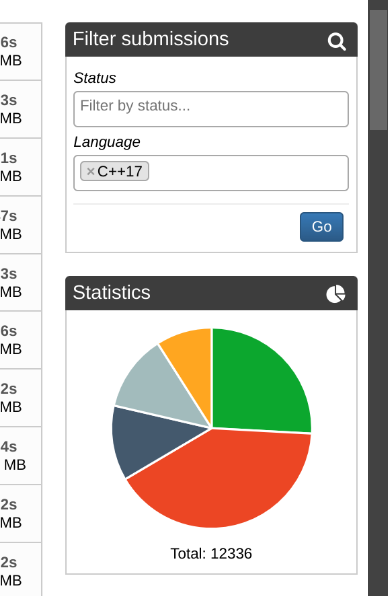 6s
MB
3s
MB
1s
MB
7s
MB
3s
MB
6s
MB
2s
MB
4s
MB
2s
MB
2s
MB
Filter submissions
Status
Filter by status...
Language
×C++17
Go
Statistics
Total: 12336